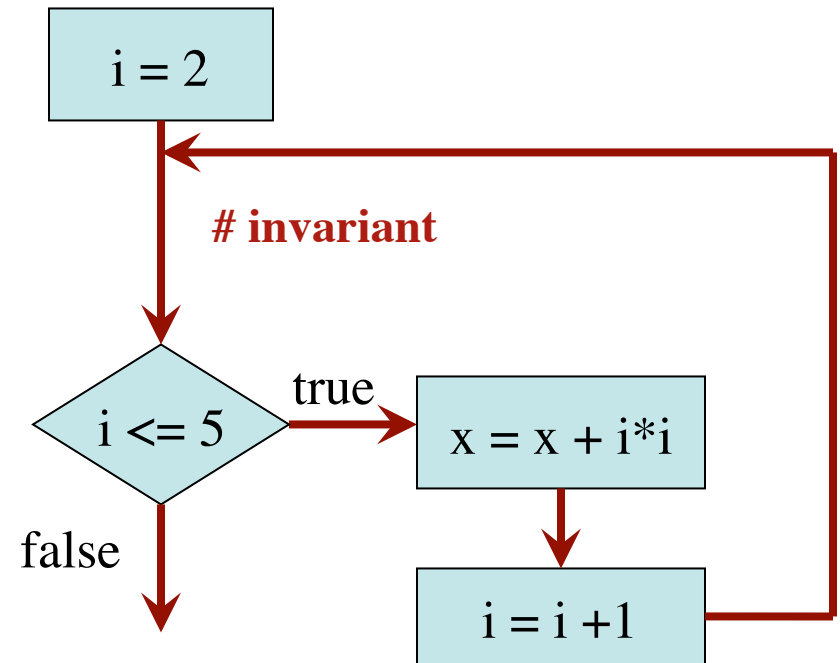 i = 2
# invariant
true
i <= 5
x = x + i*i
false
i = i +1